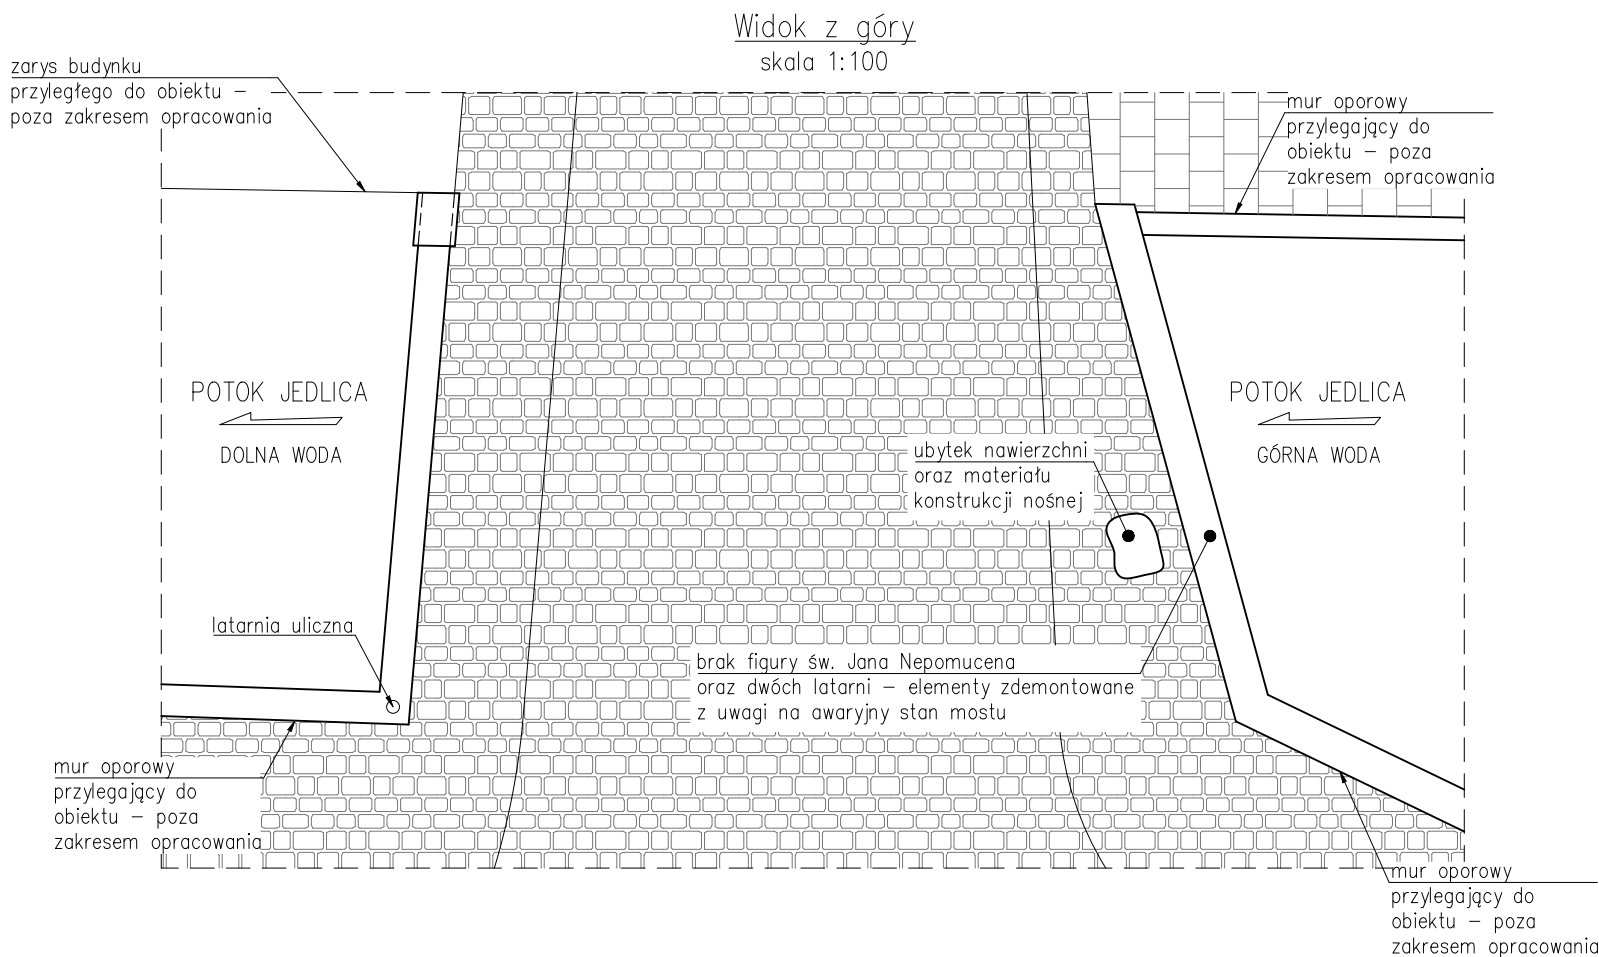 Widok z góry
skala 1:100
zarys budynku
przyległego do obiektu –
poza zakresem opracowania
mur oporowy
przylegający do
obiektu – poza
zakresem opracowania
POTOK JEDLICA
DOLNA WODA
POTOK JEDLICA
GÓRNA WODA
ubytek nawierzchni
oraz materiału
konstrukcji nośnej
latarnia uliczna
brak figury św. Jana Nepomucena
oraz dwóch latarni – elementy zdemontowane
z uwagi na awaryjny stan mostu
mur oporowy
przylegający do
obiektu – poza
zakresem opracowania
mur oporowy
przylegający do
obiektu – poza
zakresem opracowania